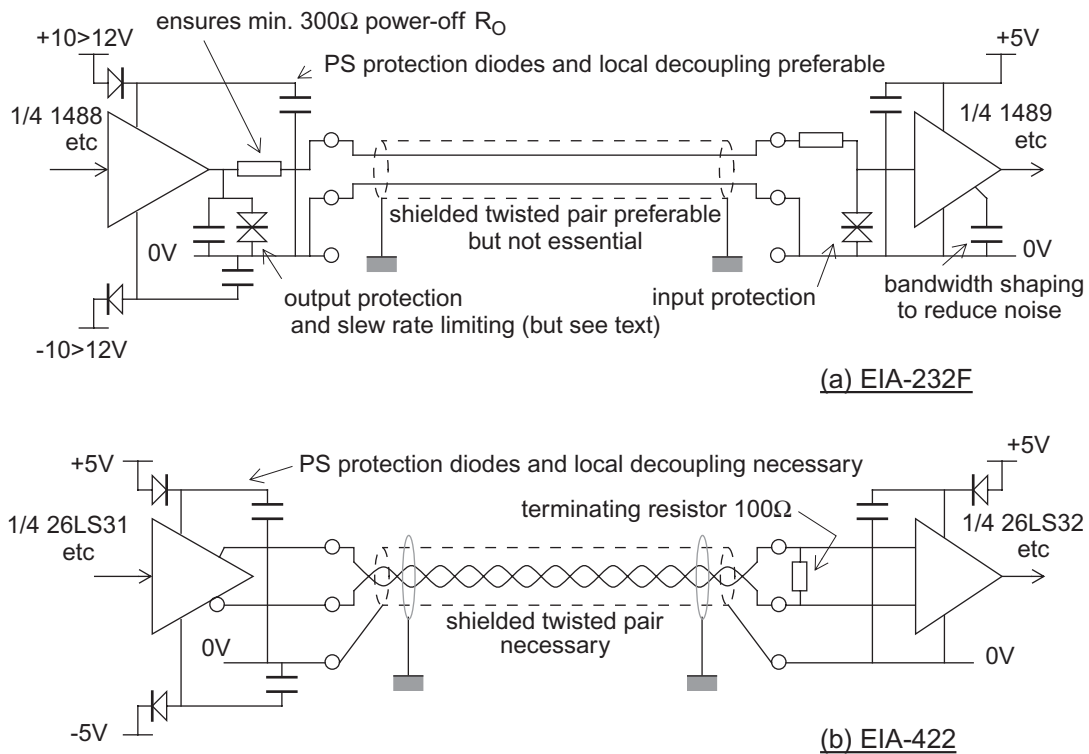 ensures min. 300Ω power-off RO
+10>12V
PS protection diodes and local decoupling preferable
+5V
1/4 1488
etc
1/4 1489
etc
shielded twisted pair preferable
but not essential
0V
0V
output protection
and slew rate limiting (but see text)
input protection
bandwidth shaping
to reduce noise
-10>12V
(a) EIA-232F
+5V
PS protection diodes and local decoupling necessary
+5V
terminating resistor 100Ω
1/4 26LS31
etc
1/4 26LS32
etc
shielded twisted pair
necessary
0V
0V
-5V
(b) EIA-422